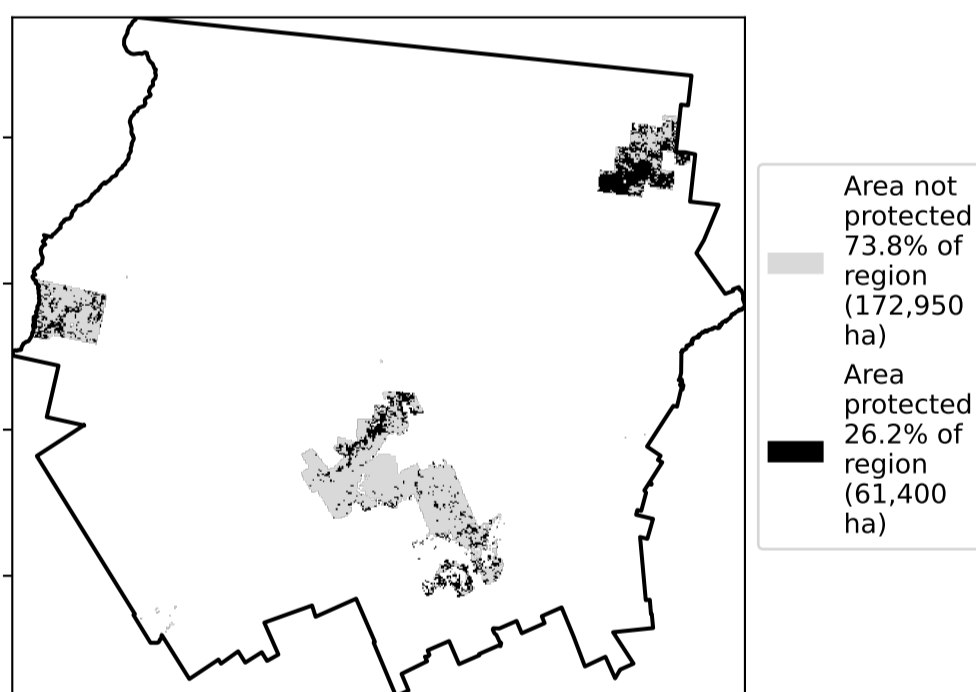 Area not
protected
73.8% of
region
(172,950
ha)
Area
protected
26.2% of
region
(61,400
ha)